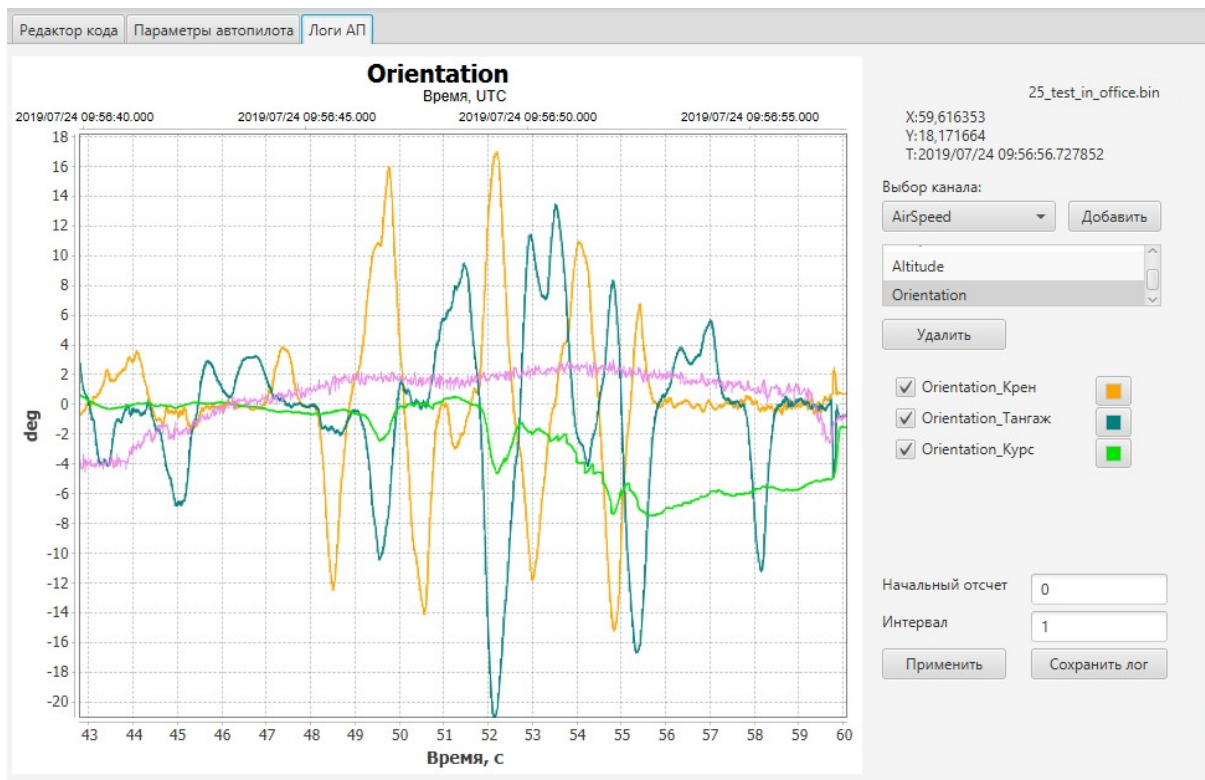 Редактор кода Параметры автопилота Логи АП
Orientation
Время, UTC
2019/07/24 09:56:40.000 2019/07/24 09:56:45.000 2019/07/24 09:56:50.000 2019/07/24 09:56:55.000
18
16
14
12
10
8
6
4
2
0
-2
-4
-6
-8
-10
-12
-14
-16
-18
-20
deg
43 44 45 46 47 48 49 50 51 52 53 54 55 56 57 58 59 60
Время, с
25_test_in_office.bin
X:59,616353
Y:18,171664
T:2019/07/24 09:56:56.727852
Выбор канала:
AirSpeed Добавить
Altitude
Orientation
Удалить
Orientation_Крен
Orientation_Тангаж
Orientation_Курс
Начальный отсчет 0
Интервал 1
Применить Сохранить лог